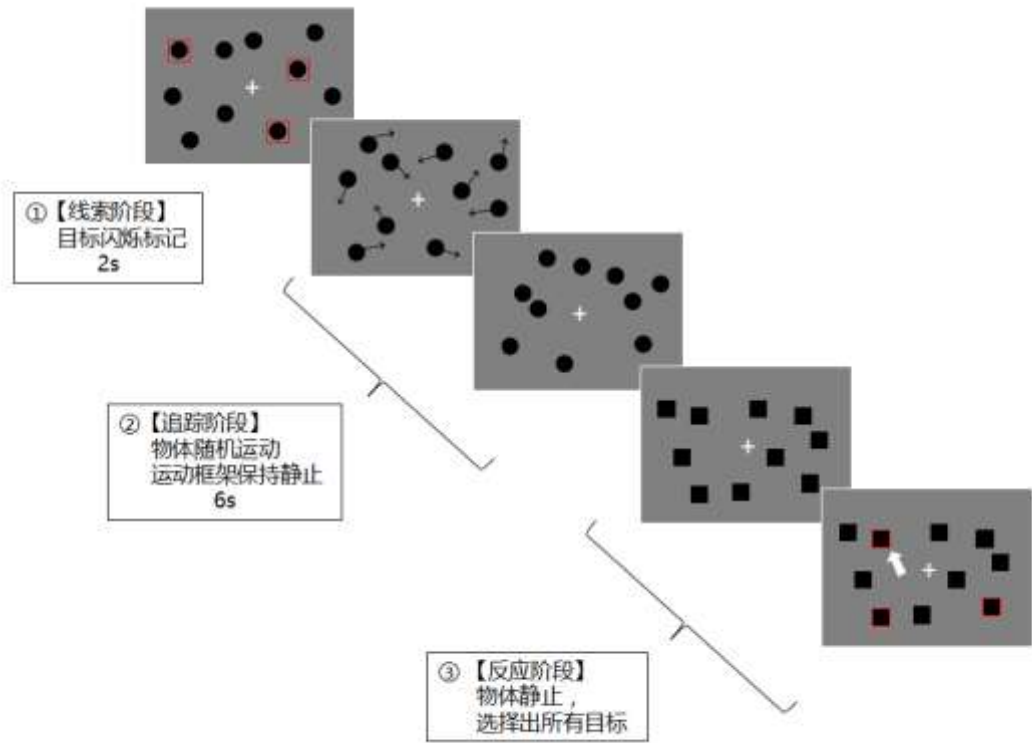 ①【线索阶段】
目标闪烁标记
2s
②【追踪阶段】
物体随机运动
运动框架保持静止
6s
③【反应阶段】
物体静止，
选择出所有目标